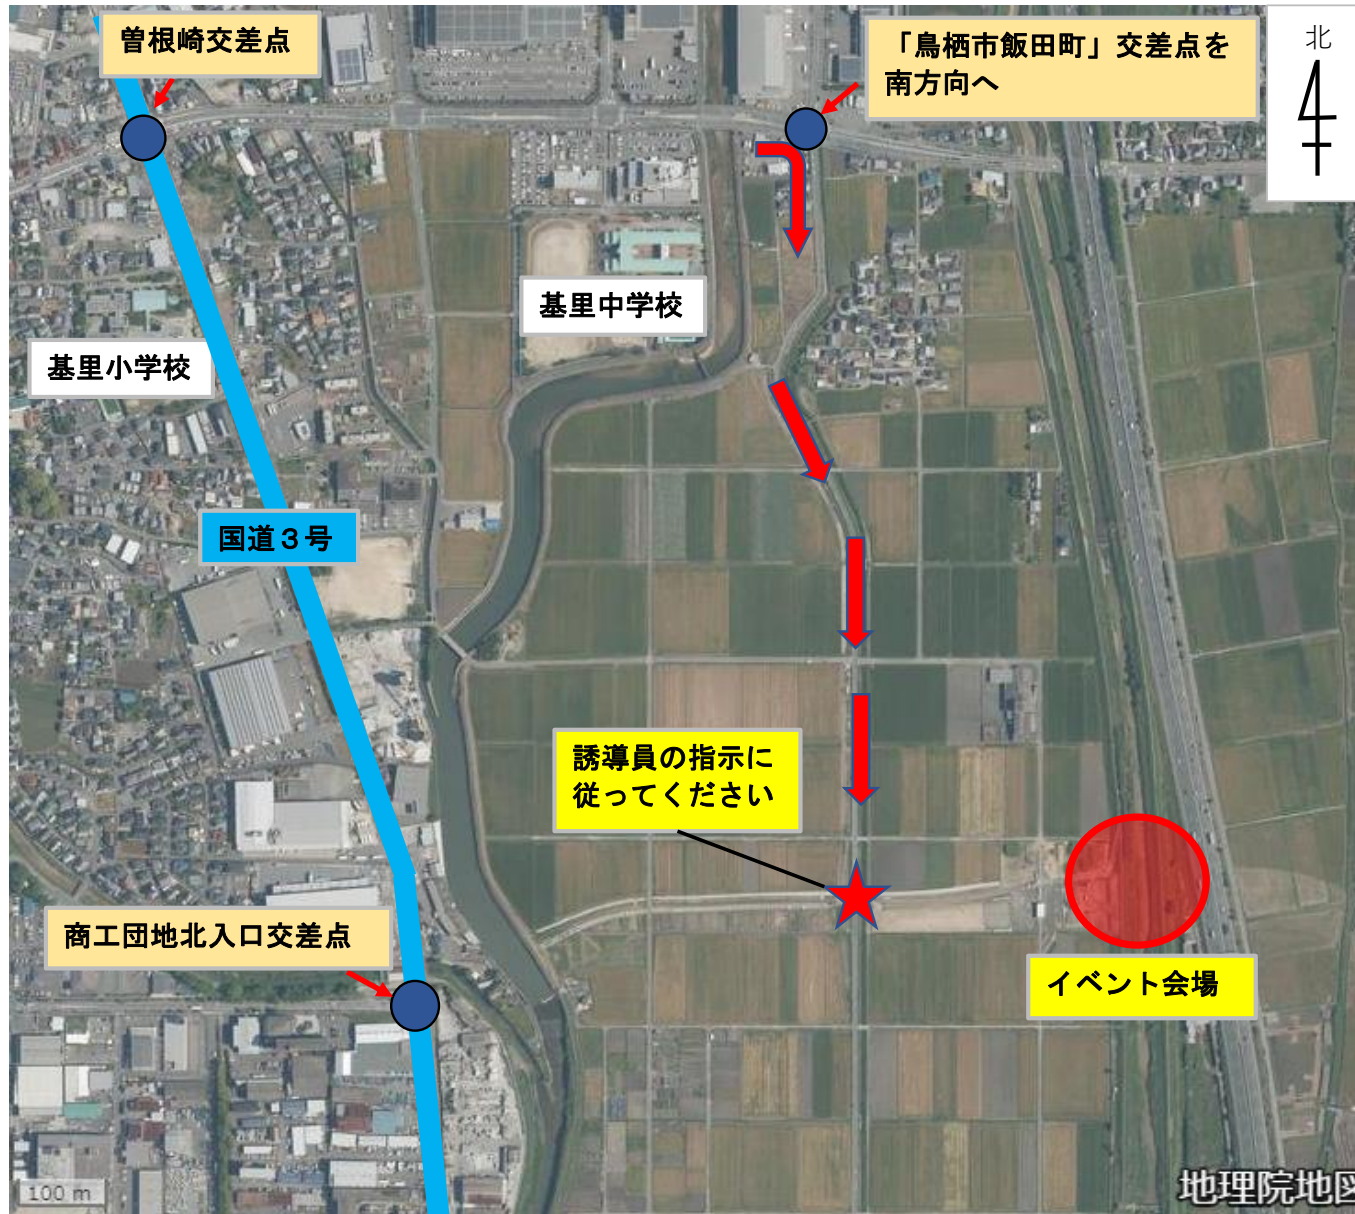 曽根崎交差点
「鳥栖市飯田町」交差点を
南方向へ
北
基里中学校
基里小学校
国道３号
誘導員の指示に
従ってください
商工団地北入口交差点
イベント会場
100 m
地理院地図